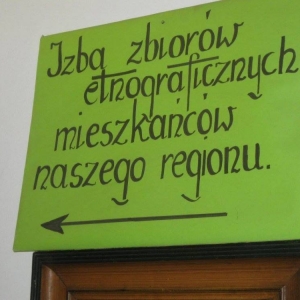 Izba zbiorów
etnograficznych
mieszkańców
naszego regionu.